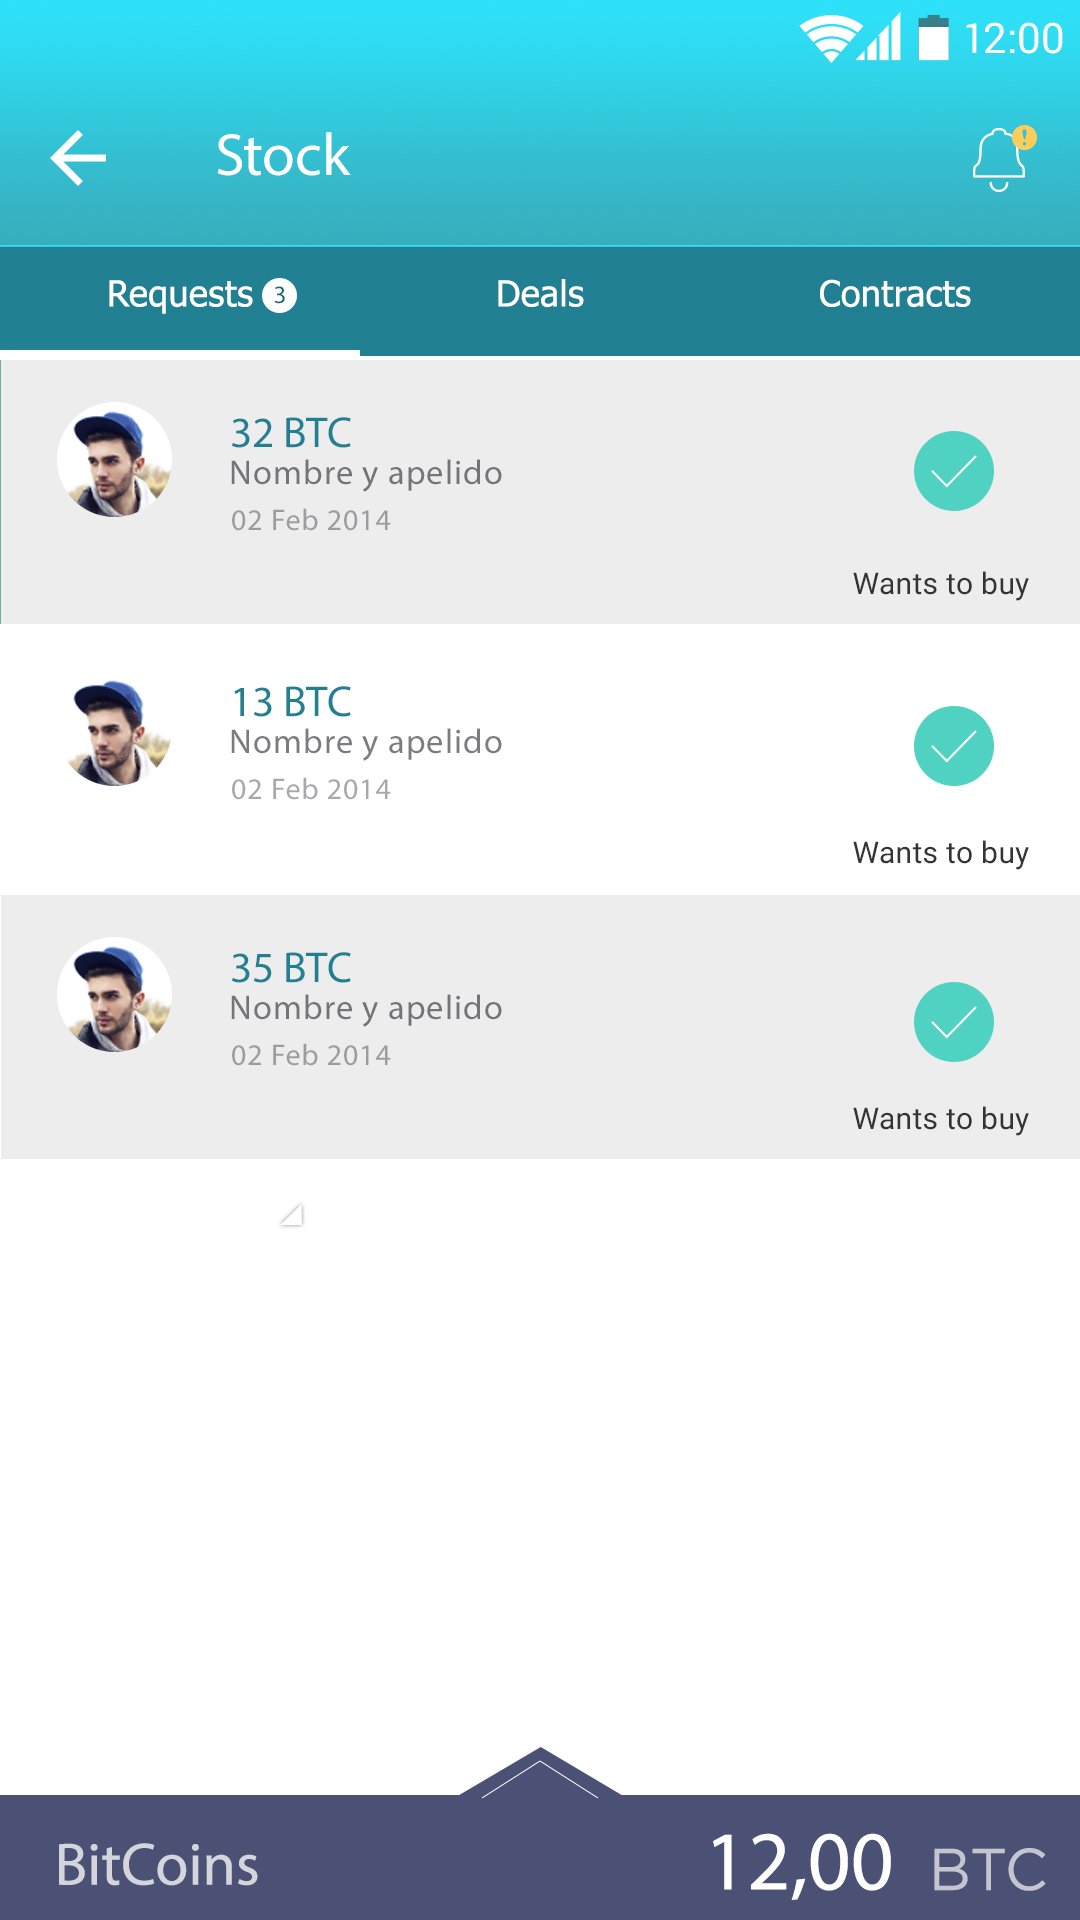 12:00
Stock
!
Requests 3
Deals
Contracts
32 BTC
Nombre y apelido
02 Feb 2014
Wants to buy
13 BTC
Nombre y apelido
02 Feb 2014
Wants to buy
35 BTC
Nombre y apelido
02 Feb 2014
Wants to buy
BitCoins
12,00 BTC